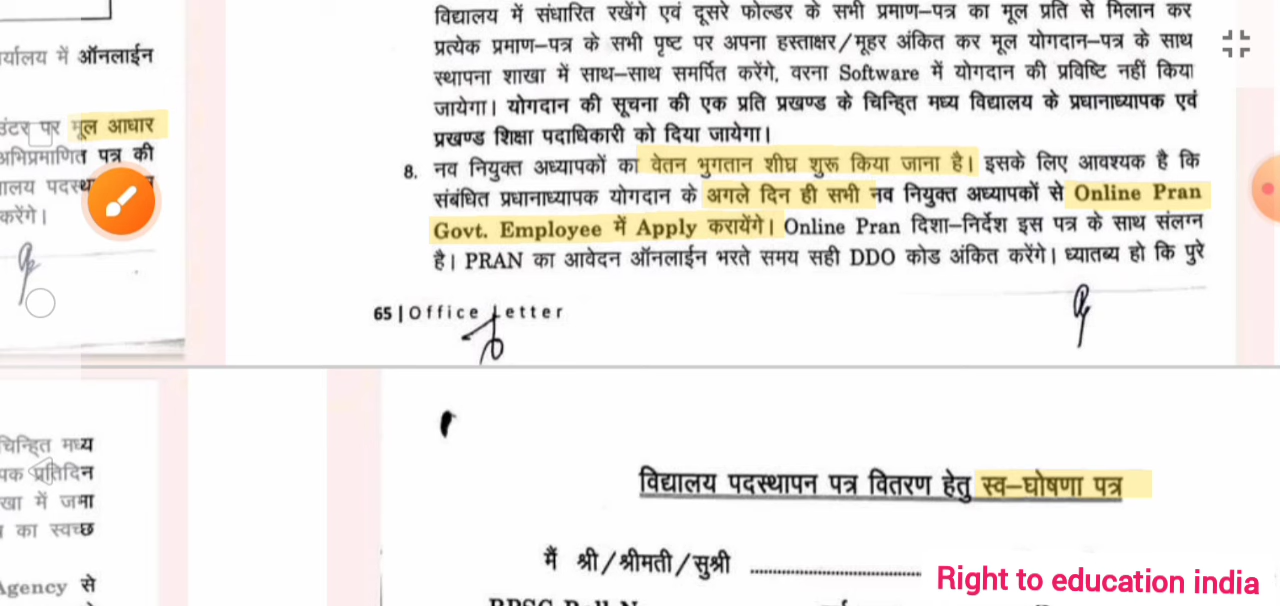 र्यालय में ऑनलाईन
उंटर पर मूल आधार
अभिप्रमाणित पत्र की
करेंगे।
विद्यालय में संधारित रखेंगे एवं दूसरे फोल्डर के सभी प्रमाण–पत्र का मूल प्रति से मिलान कर
प्रत्येक प्रमाण–पत्र के सभी पृष्ट पर अपना हस्ताक्षर/मूहर अंकित कर मूल योगदान–पत्र के साथ
स्थापना शाखा में साथ–साथ समर्पित करेंगे, वरना Software में योगदान की प्रविष्टि नहीं किया
जायेगा। योगदान की सूचना की एक प्रति प्रखण्ड के चिन्हित मध्य विद्यालय के प्रधानाध्यापक एवं
प्रखण्ड शिक्षा पदाधिकारी को दिया जायेगा।
8. नव नियुक्त अध्यापकों का वेतन भुगतान शीघ्र शुरू किया जाना है। इसके लिए आवश्यक है कि
संबंधित प्रधानाध्यापक योगदान के अगले दिन ही सभी नव नियुक्त अध्यापकों से Online Pran
Govt. Employee में Apply करायेंगे। Online Pran दिशा–निर्देश इस पत्र के साथ संलग्न
है। PRAN का आवेदन ऑनलाईन भरते समय सही DDO कोड अंकित करेंगे। ध्यातब्य हो कि पुरे
65 | Office Letter
चिन्हित मध्य
पक प्रतिदिन
खा में जमा
का स्वच्छ
Agency से
विद्यालय पदस्थापन पत्र वितरण हेतु स्व–घोषणा पत्र
मैं श्री/श्रीमती/सुश्री ..............................
Right to education india